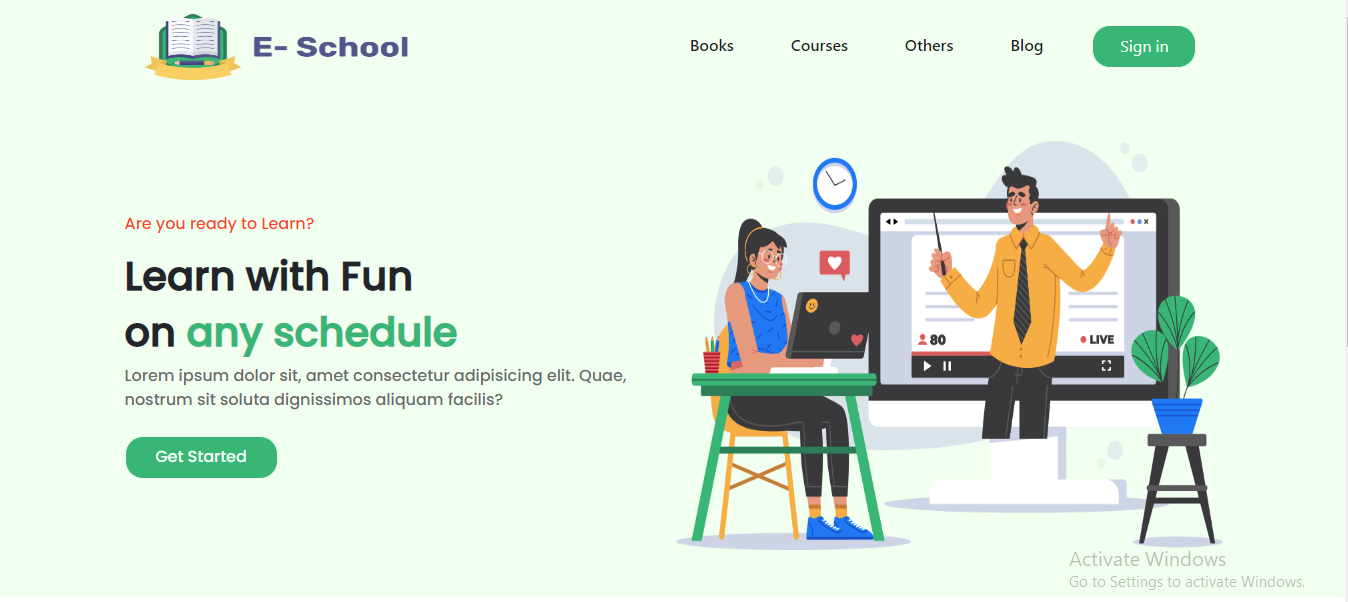 E- School
Books
Courses
Others
Blog
Sign in
Are you ready to Learn?
Learn with Fun
on any schedule
Lorem ipsum dolor sit, amet consectetur adipisicing elit. Quae,
nostrum sit soluta dignissimos aliquam facilis?
Get Started
80
LIVE
Activate Windows
Go to Settings to activate Windows.